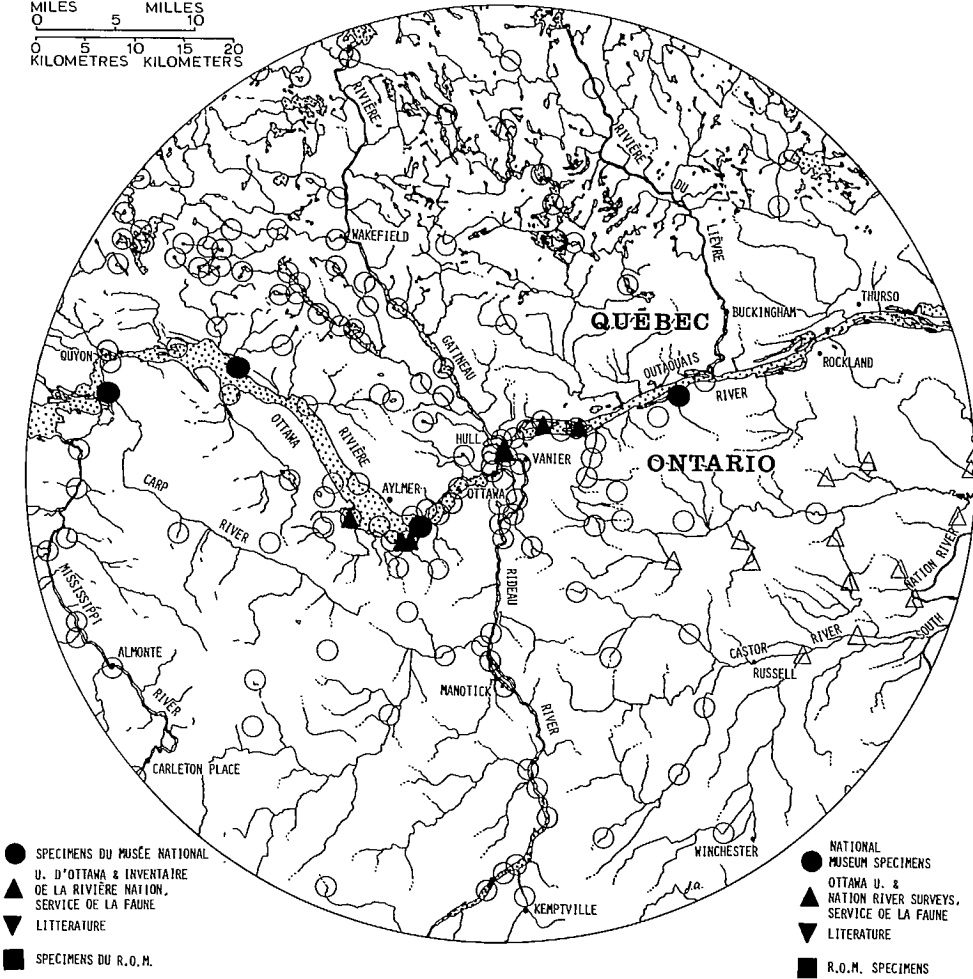 MILES MILLES
0 5 10
0 5 10 15 20
KILOMETRES KILOMETERS
RIVIÈRE
RIVIÈRE
DU
LIÈVRE
WAKEFIELD
GATINEAU
QUÉBEC
BUCKINGHAM
THURSO
QUYON
OUTAOUAIS
ROCKLAND
RIVER
OTTAWA
RIVIÈRE
HULL
VANIER
ONTARIO
CARP
RIVER
AYLMER
OTTAWA
NATION RIVER
SOUTH
MISSISSIPPI
RIVER
RIDEAU
RIVER
ALMONTE
CASTOR
RIVER
RUSSELL
MANOTICK
CARLETON PLACE
WINCHESTER
KEMPTVILLE
J.a.
SPECIMENS DU MUSÉE NATIONAL
U. D'OTTAWA & INVENTAIRE
DE LA RIVIÈRE NATION,
SERVICE DE LA FAUNE
LITTERATURE
SPECIMENS DU R.O.M.
NATIONAL
MUSEUM SPECIMENS
OTTAWA U. &
NATION RIVER SURVEYS,
SERVICE DE LA FAUNE
LITERATURE
R.O.M. SPECIMENS